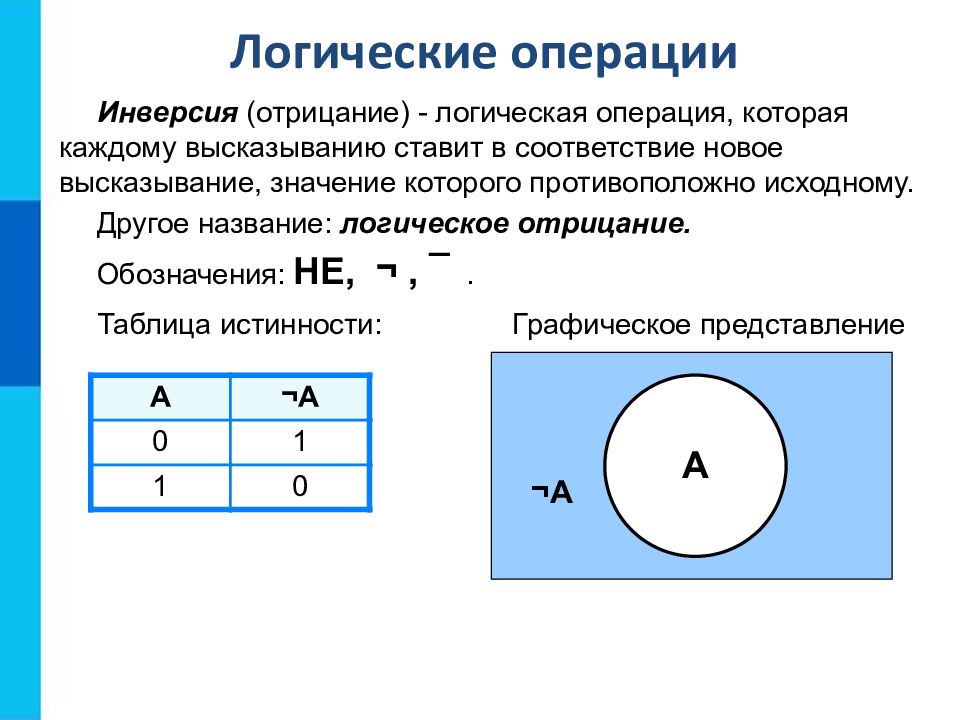 Логические операции
Инверсия (отрицание) - логическая операция, которая
каждому высказыванию ставит в соответствие новое
высказывание, значение которого противоположно исходному.
Другое название: логическое отрицание.
Обозначения: НЕ, ¬ , ¯ .
Таблица истинности: Графическое представление
А ¬А
0 1
1 0
А
¬А